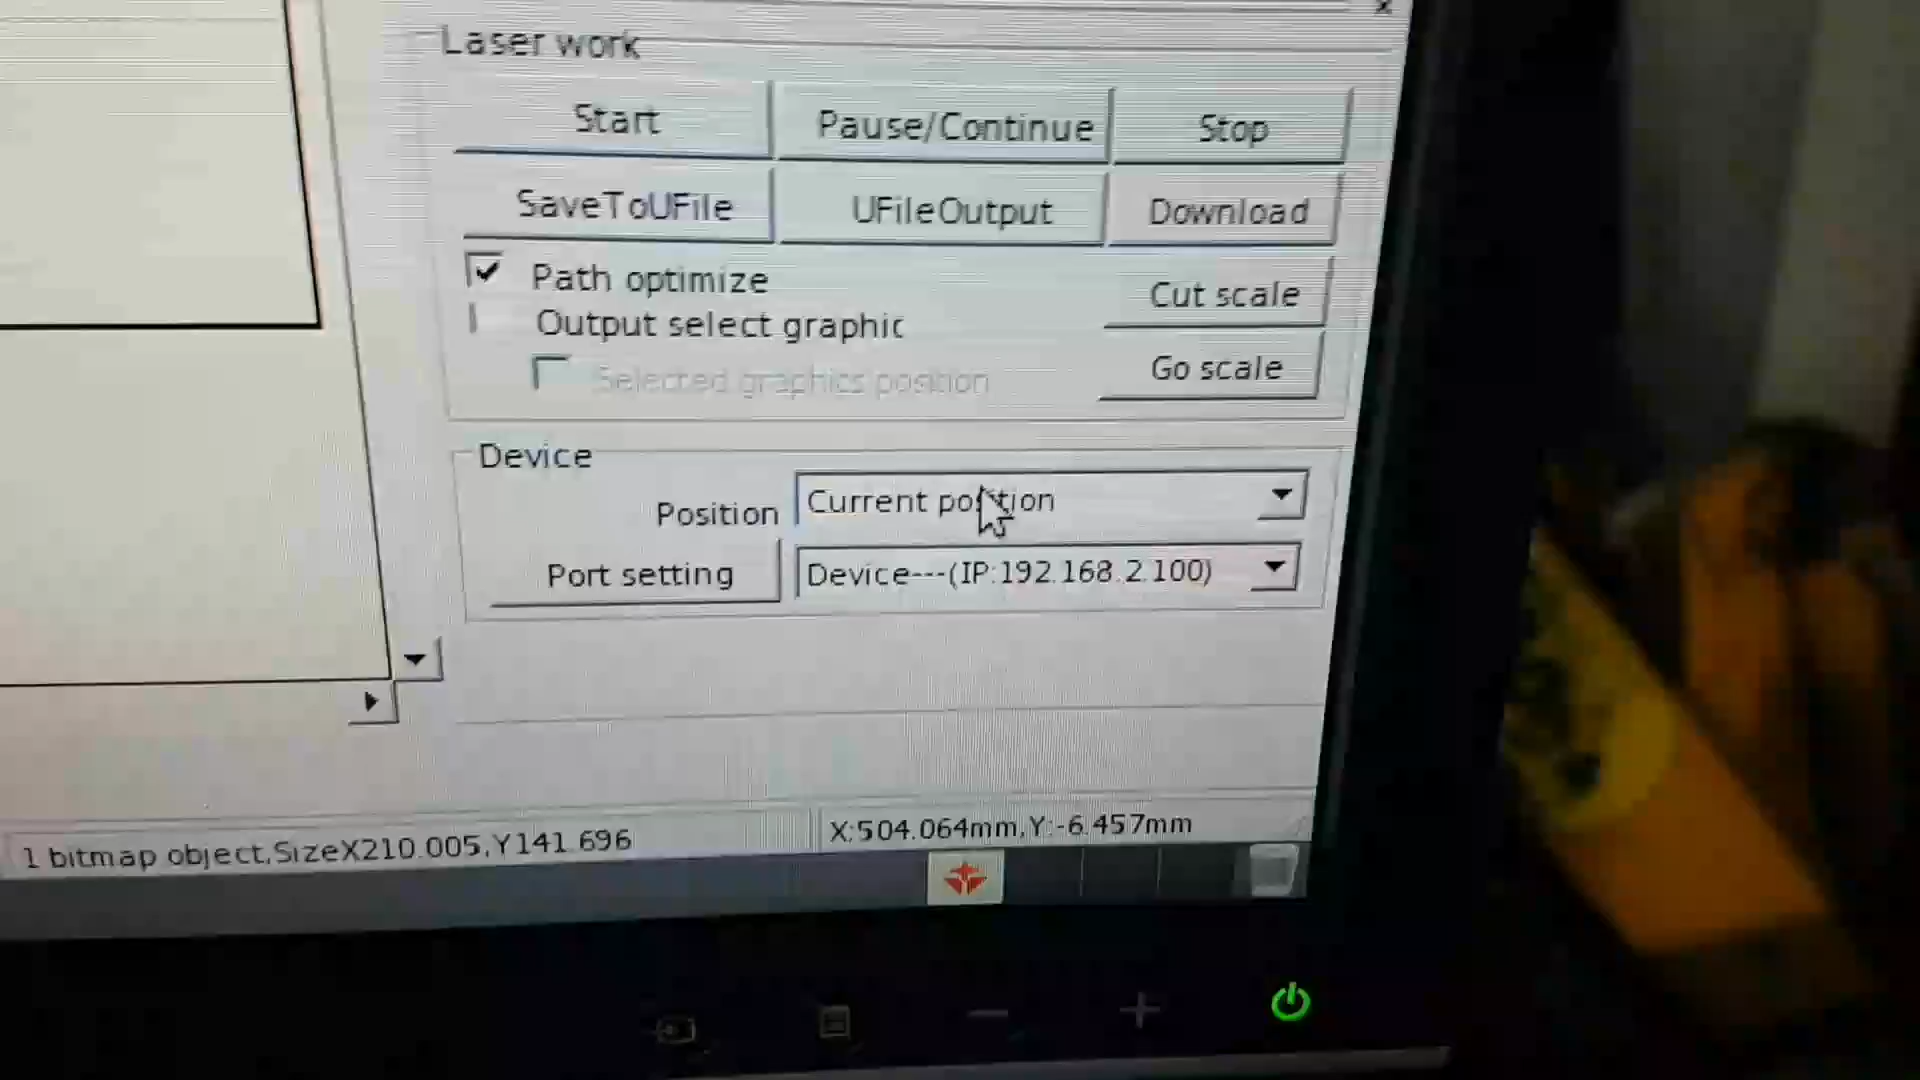 Laser work
Start Pause/Continue Stop
SaveToUFile UFileOutput Download
Path optimize Cut scale
Output select graphic
Selected graphics position Go scale
Device
Position Current position
Port setting Device---(IP:192.168.2.100)
1 bitmap object,SizeX210.005,Y141.696 X:504.064mm,Y:-6.457mm